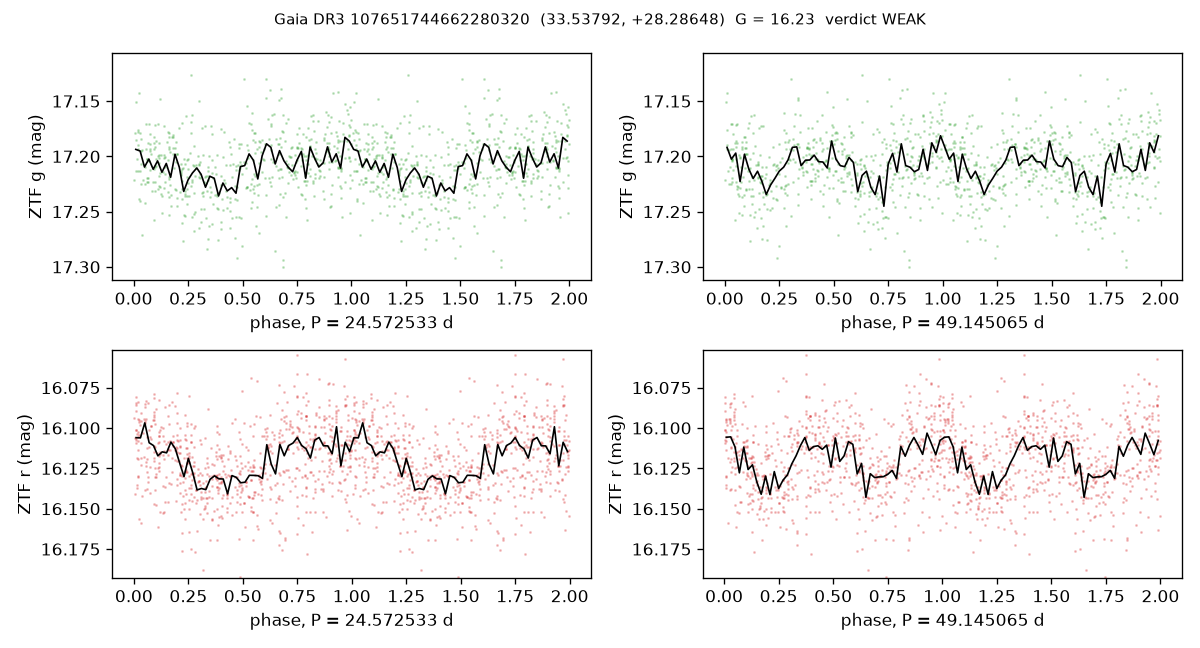 Gaia DR3 107651744662280320  (33.53792, +28.28648)  G = 16.23  verdict WEAK
ZTF g (mag)
17.15
17.20
17.25
17.30
0.00 0.25 0.50 0.75 1.00 1.25 1.50 1.75 2.00
phase, P = 24.572533 d
ZTF g (mag)
17.15
17.20
17.25
17.30
0.00 0.25 0.50 0.75 1.00 1.25 1.50 1.75 2.00
phase, P = 49.145065 d
ZTF r (mag)
16.075
16.100
16.125
16.150
16.175
0.00 0.25 0.50 0.75 1.00 1.25 1.50 1.75 2.00
phase, P = 24.572533 d
ZTF r (mag)
16.075
16.100
16.125
16.150
16.175
0.00 0.25 0.50 0.75 1.00 1.25 1.50 1.75 2.00
phase, P = 49.145065 d